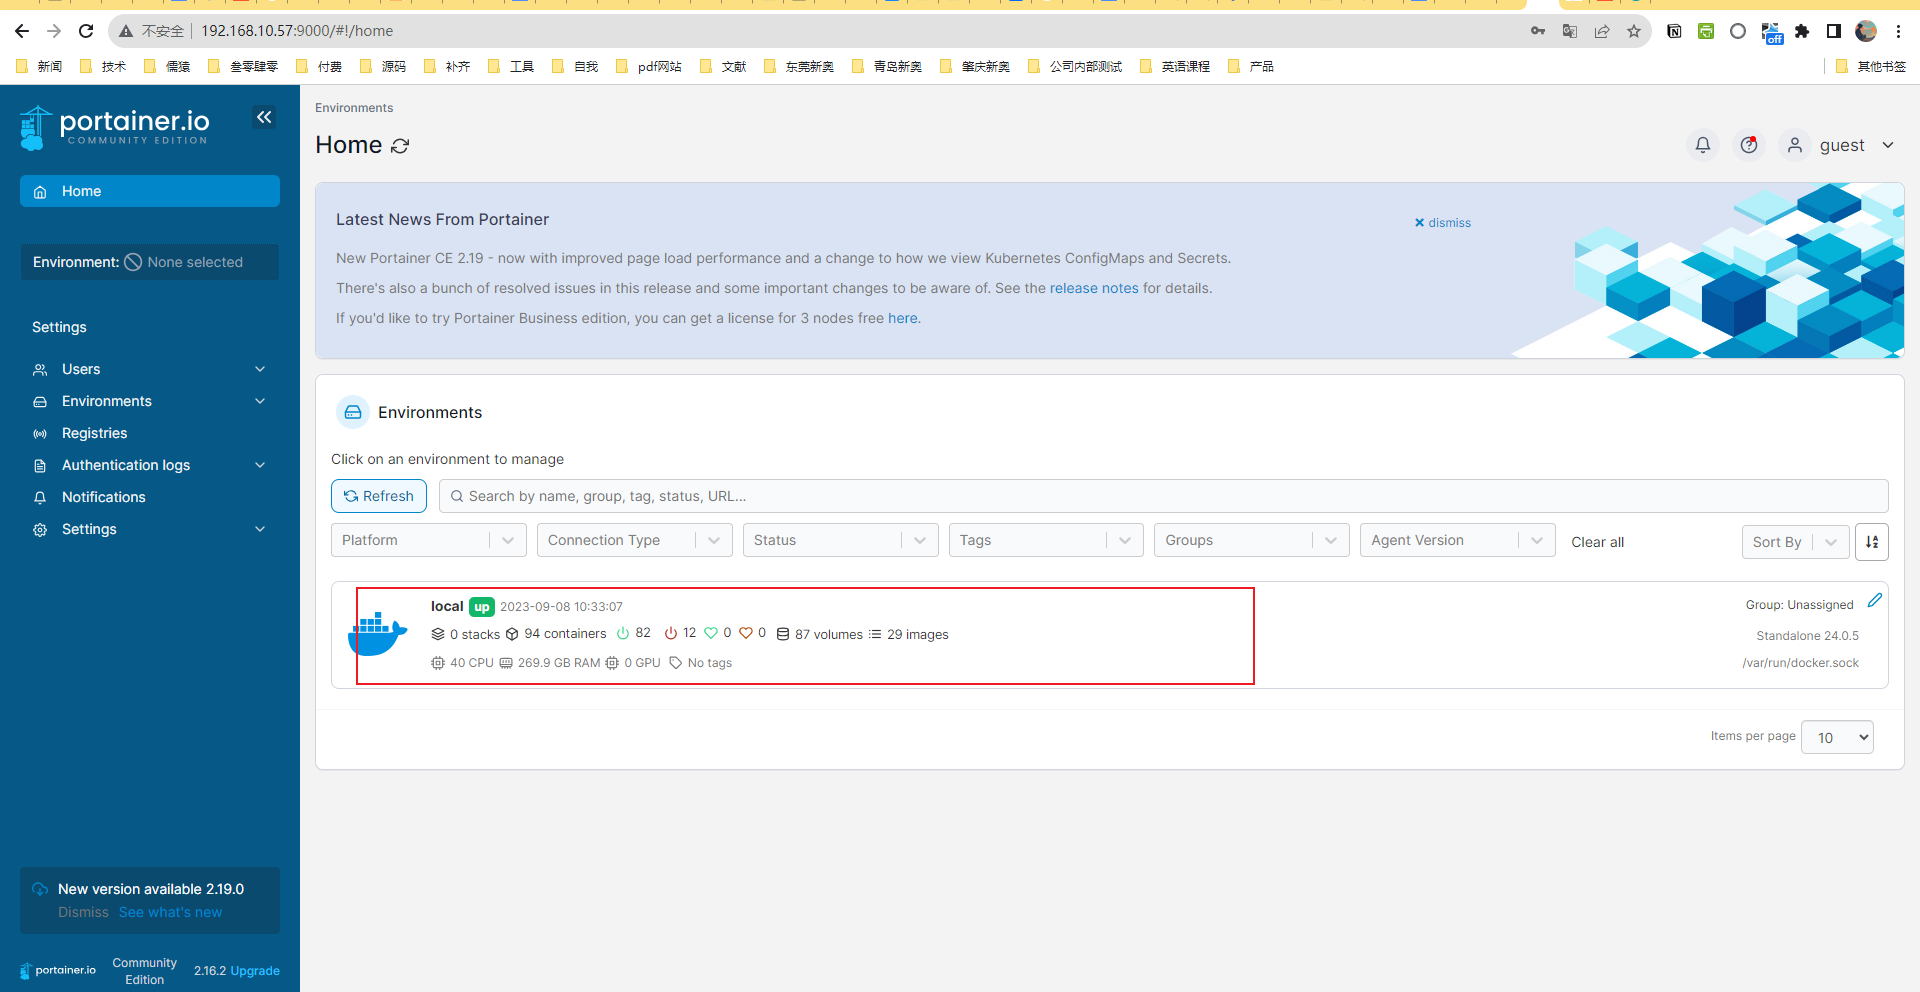 不安全 192.168.10.57:9000/#!/home
off
新闻 技术 儒猿 叁零肆零 付费 源码 补齐 工具 自我 pdf网站 文献 东莞新奥 青岛新奥 肇庆新奥 公司内部测试 英语课程 产品 其他书签
portainer.io
COMMUNITY EDITION
Home
Environment: None selected
Settings
Users
Environments
Registries
Authentication logs
Notifications
Settings
New version available 2.19.0
Dismiss See what's new
portainer.io Community Edition 2.16.2 Upgrade
Environments
Home
guest
Latest News From Portainer
dismiss
New Portainer CE 2.19 - now with improved page load performance and a change to how we view Kubernetes ConfigMaps and Secrets.
There's also a bunch of resolved issues in this release and some important changes to be aware of. See the release notes for details.
If you'd like to try Portainer Business edition, you can get a license for 3 nodes free here.
Environments
Click on an environment to manage
Refresh Search by name, group, tag, status, URL...
Platform Connection Type Status Tags Groups Agent Version Clear all Sort By
local up 2023-09-08 10:33:07 Group: Unassigned
0 stacks 94 containers 82 12 0 0 87 volumes 29 images Standalone 24.0.5
40 CPU 269.9 GB RAM 0 GPU No tags /var/run/docker.sock
Items per page 10